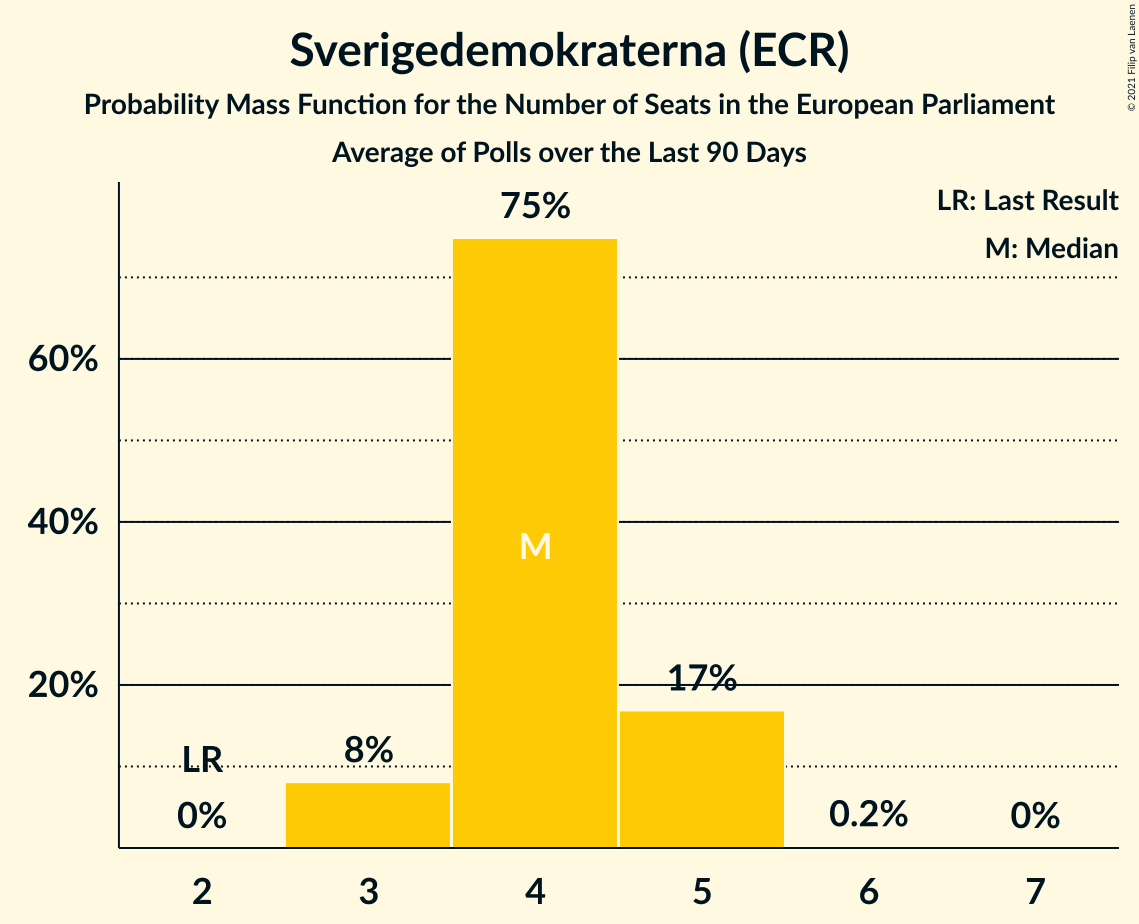 Sverigedemokraterna (ECR)
Probability Mass Function for the Number of Seats in the European Parliament
Average of Polls over the Last 90 Days
© 2021 Filip van Laenen
LR: Last Result
M: Median
75%
60%
40%
M
20%
17%
LR
8%
0%
0.2%
0%
2 3 4 5 6 7